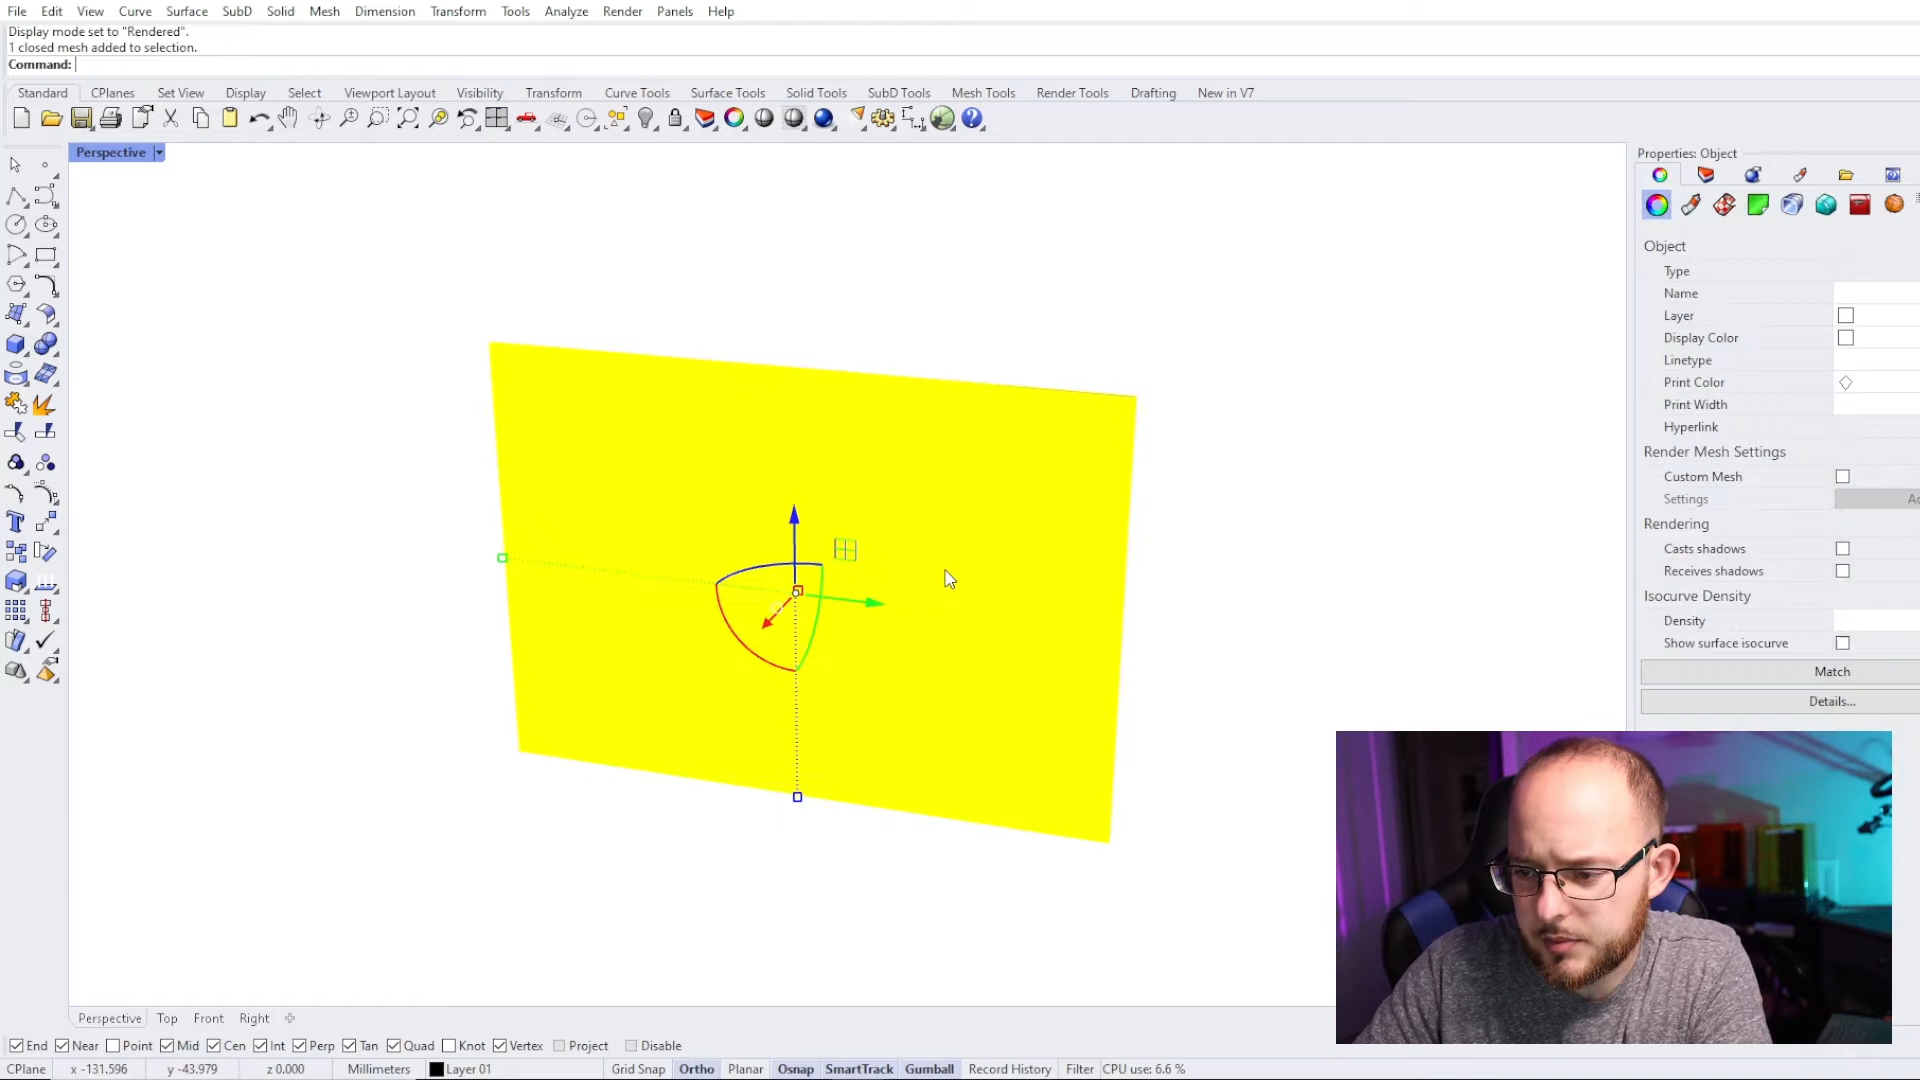 File Edit View Curve Surface SubD Solid Mesh Dimension Transform Tools Analyze Render Panels Help
Display mode set to "Rendered".
1 closed mesh added to selection.
Command:
Standard CPlanes Set View Display Select Viewport Layout Visibility Transform Curve Tools Surface Tools Solid Tools SubD Tools Mesh Tools Render Tools Drafting New in V7
Perspective
Properties: Object
Object
Type
Name
Layer
Display Color
Linetype
Print Color
Print Width
Hyperlink
Render Mesh Settings
Custom Mesh
Settings
Rendering
Casts shadows
Receives shadows
Isocurve Density
Density
Show surface isocurve
Match
Details...
Perspective Top Front Right
End Near Point Mid Cen Int Perp Tan Quad Knot Vertex Project Disable
CPlane x -131.596 y -43.979 z 0.000 Millimeters Layer 01 Grid Snap Ortho Planar Osnap SmartTrack Gumball Record History Filter CPU use: 6.6 %